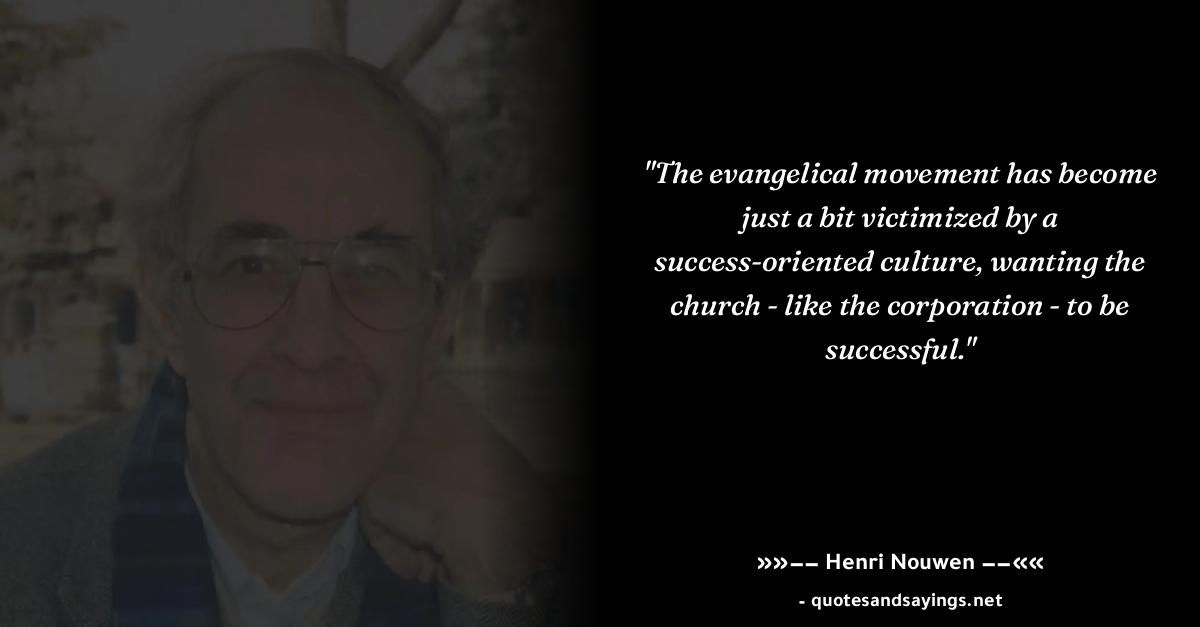 "The evangelical movement has become
just a bit victimized by a
success-oriented culture, wanting the
church - like the corporation - to be
successful."
»»−− Henri Nouwen −−««
- quotesandsayings.net